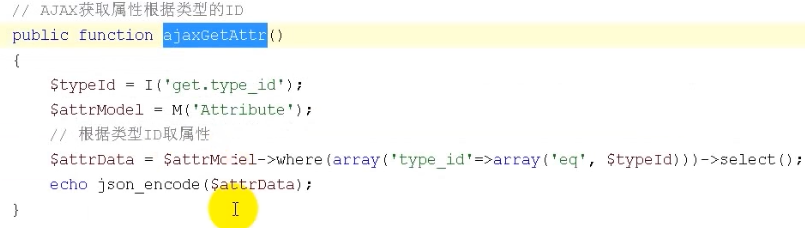 // AJAX获取属性根据类型的ID
public function ajaxGetAttr()
{
$typeId = I('get.type_id');
$attrModel = M('Attribute');
// 根据类型ID取属性
$attrData = $attrModel->where(array('type_id'=>array('eq', $typeId)))->select();
echo json_encode($attrData);
}